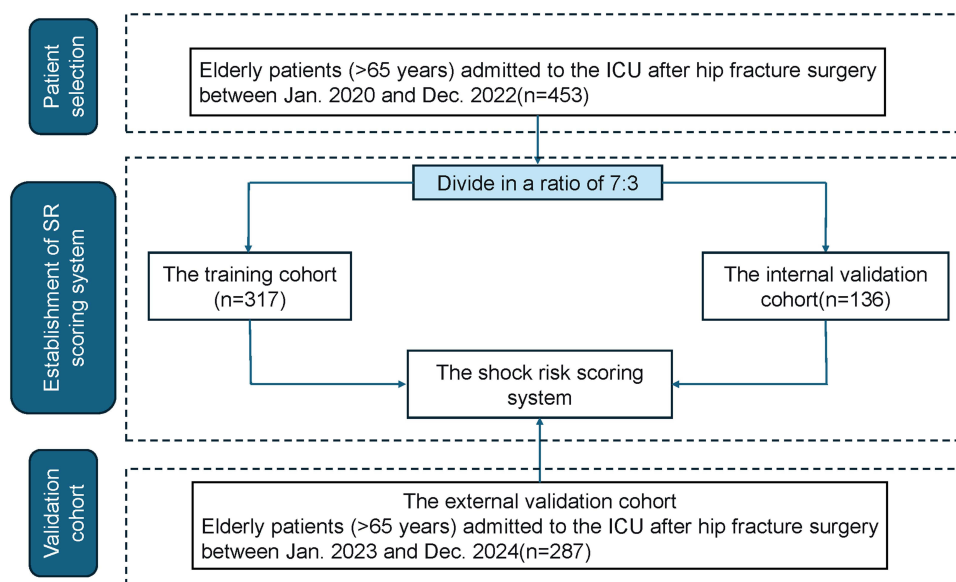 Patient
selection
Elderly patients (>65 years) admitted to the ICU after hip fracture surgery
between Jan. 2020 and Dec. 2022(n=453)
Establishment of SR
scoring system
Divide in a ratio of 7:3
The training cohort
(n=317)
The internal validation
cohort(n=136)
The shock risk scoring
system
Validation
cohort
The external validation cohort
Elderly patients (>65 years) admitted to the ICU after hip fracture surgery
between Jan. 2023 and Dec. 2024(n=287)